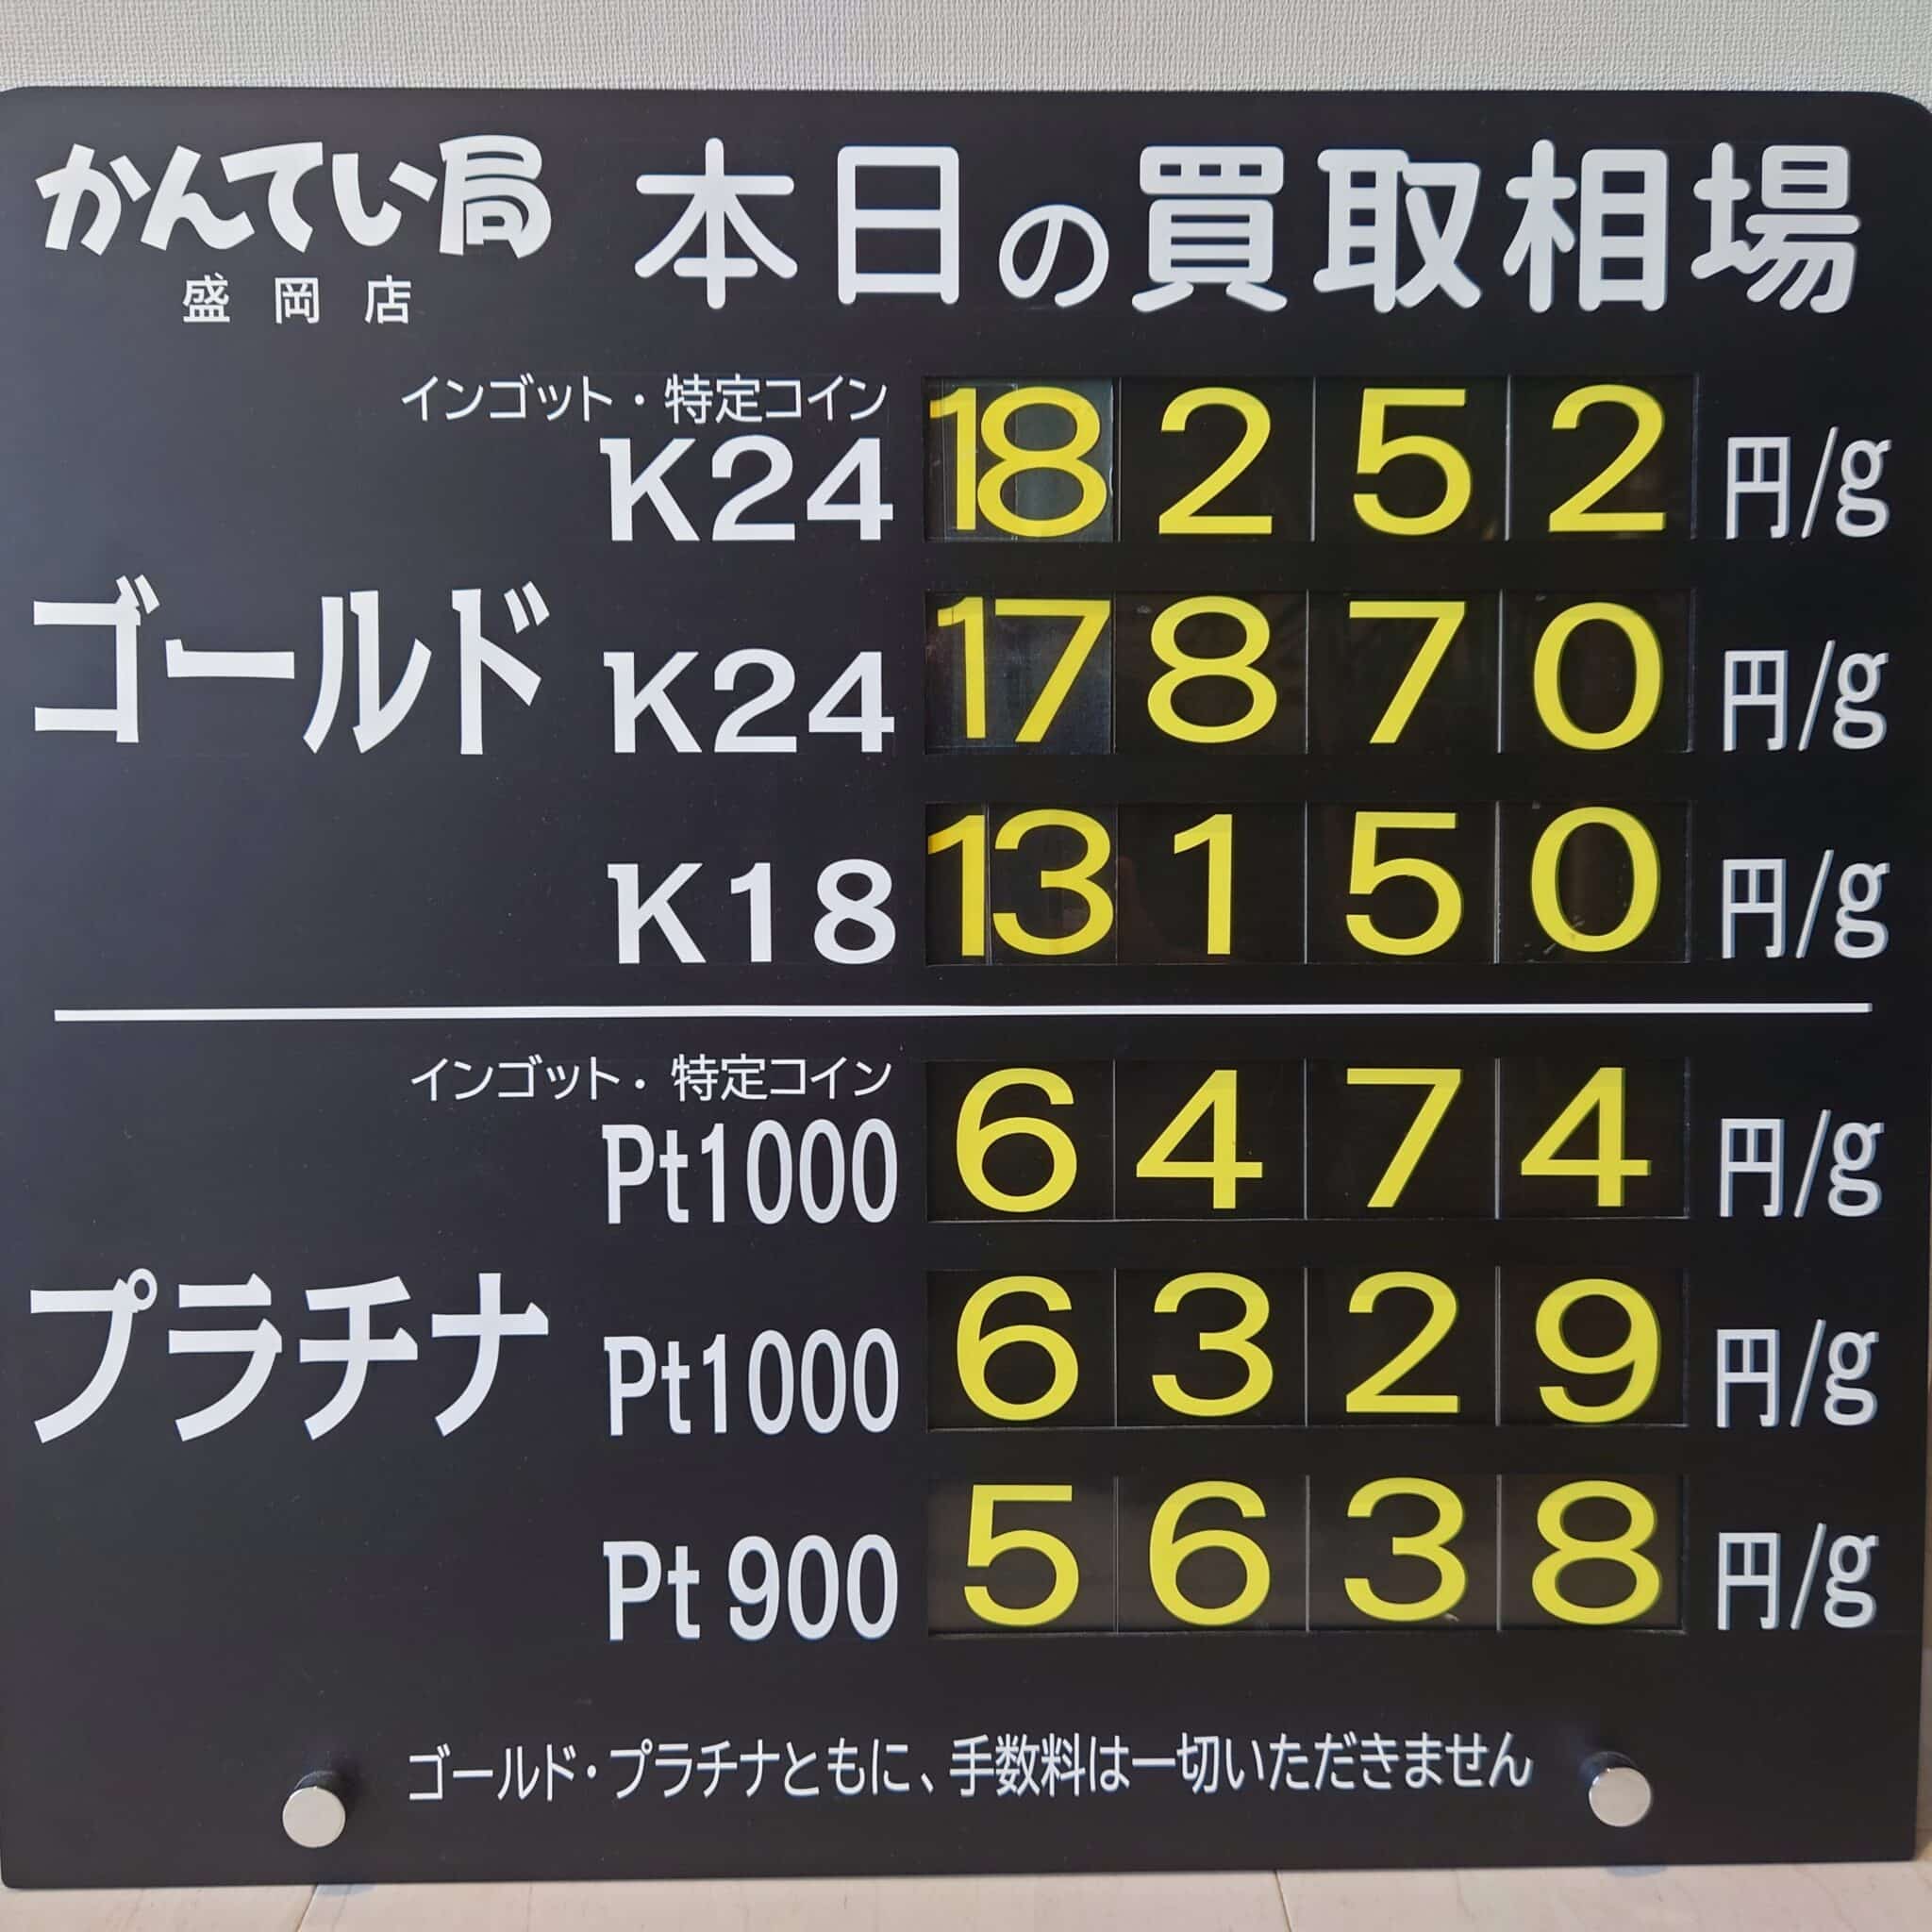 かんてい局 本日の買取相場
盛岡店
インゴット・特定コイン
K24 18252 円/g
ゴールド K24 17870 円/g
K18 13150 円/g
インゴット・特定コイン
Pt1000 6474 円/g
プラチナ Pt1000 6329 円/g
Pt900 5638 円/g
ゴールド・プラチナともに、手数料は一切いただきません